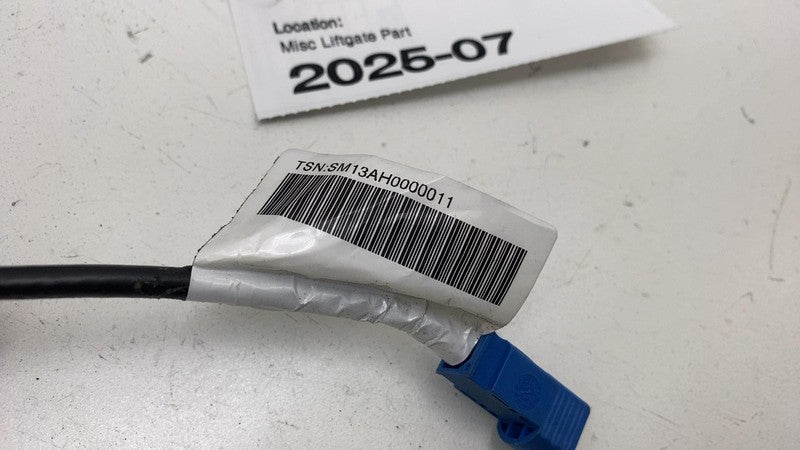 Location:
Misc Liftgate Part
2025-07
TSN:SM13AH0000011